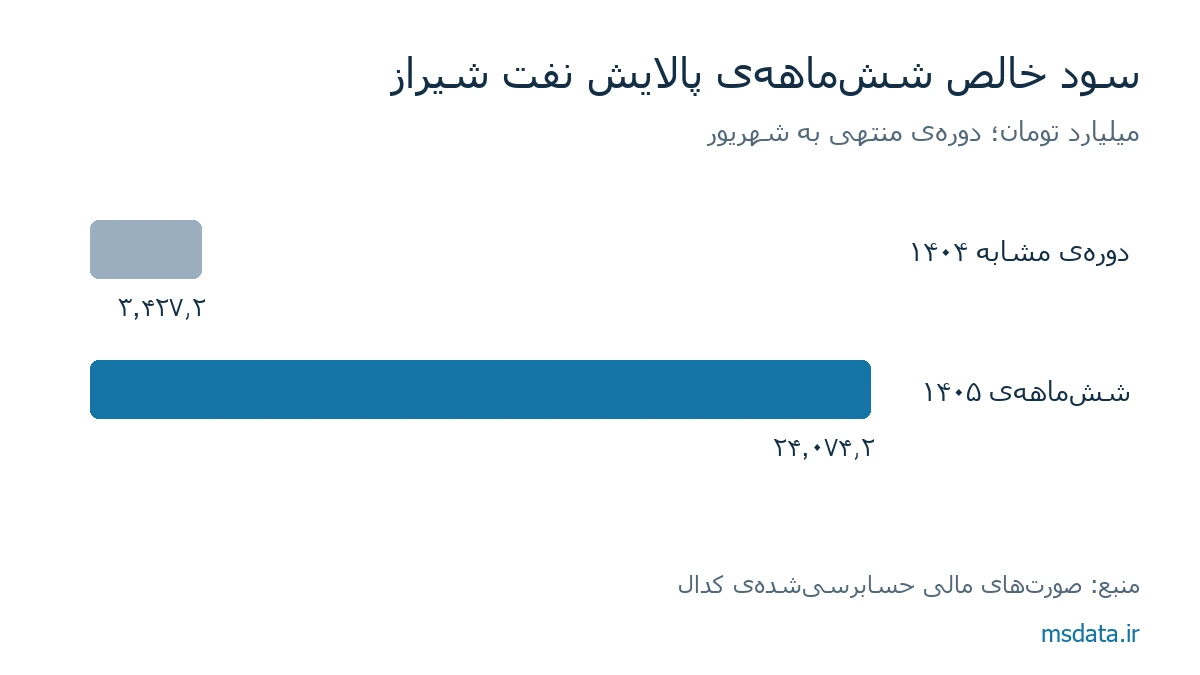 سود خالص شش‌ماهه‌ی پالایش نفت شیراز
میلیارد تومان؛ دوره‌ی منتهی به شهریور
دوره‌ی مشابه ۱۴۰۴
۳,۴۲۷٫۲
شش‌ماهه‌ی ۱۴۰۵
۲۴,۰۷۴٫۲
منبع: صورت‌های مالی حسابرسی‌شده‌ی کدال
msdata.ir